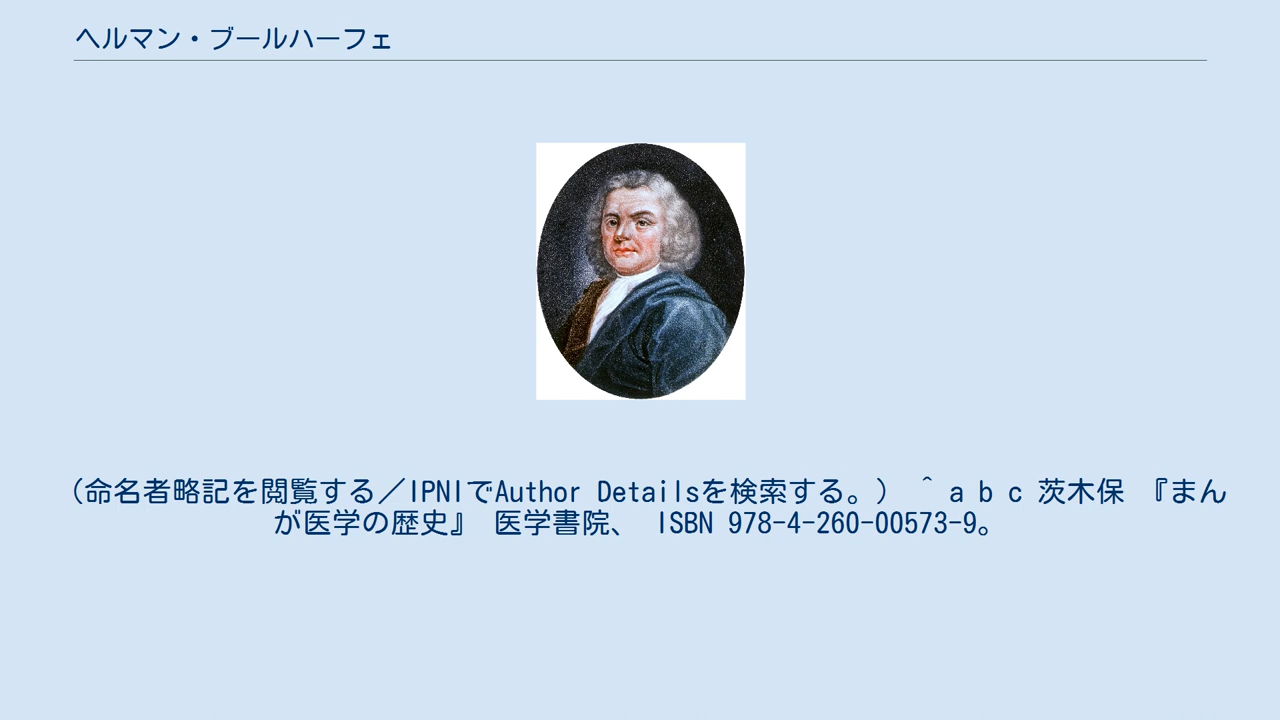 ヘルマン・ブールハーフェ
（命名者略記を閲覧する／IPNIでAuthor Detailsを検索する。） ^ a b c 茨木保 『まん
が医学の歴史』 医学書院、 ISBN 978-4-260-00573-9。